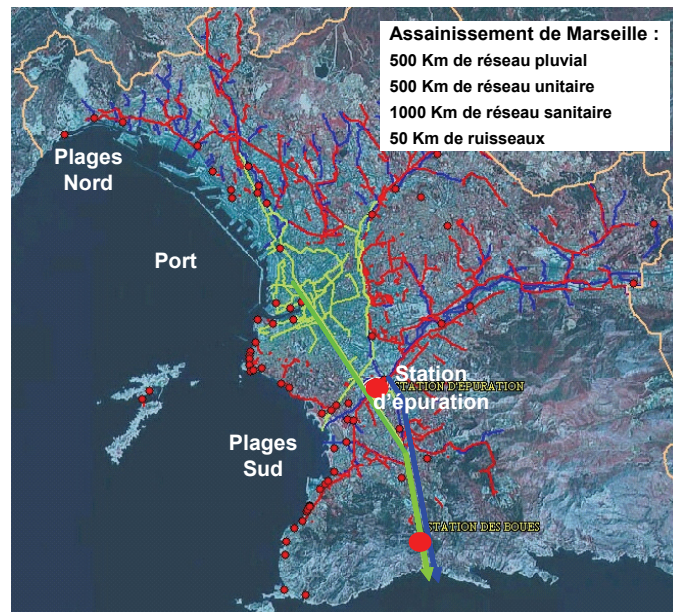 Assainissement de Marseille :
500 Km de réseau pluvial
500 Km de réseau unitaire
1000 Km de réseau sanitaire
50 Km de ruisseaux
Plages
Nord
Port
Station
STATION D'EPURATION
d'épuration
Plages
Sud
STATION DES BOUES